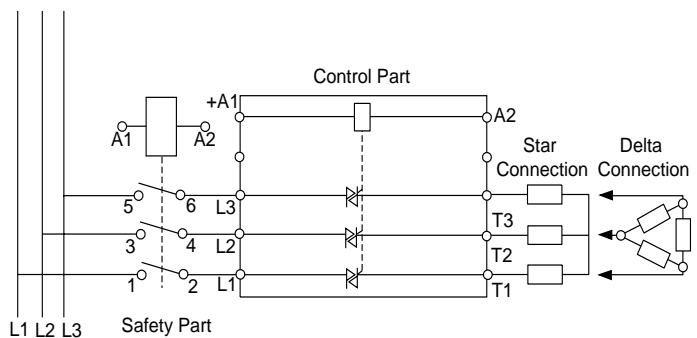 Control Part
+A1
A2
A1
A2
Star
Connection
Delta
Connection
5
6
L3
T3
3
4
L2
T2
1
2
L1
T1
L1 L2 L3
Safety Part